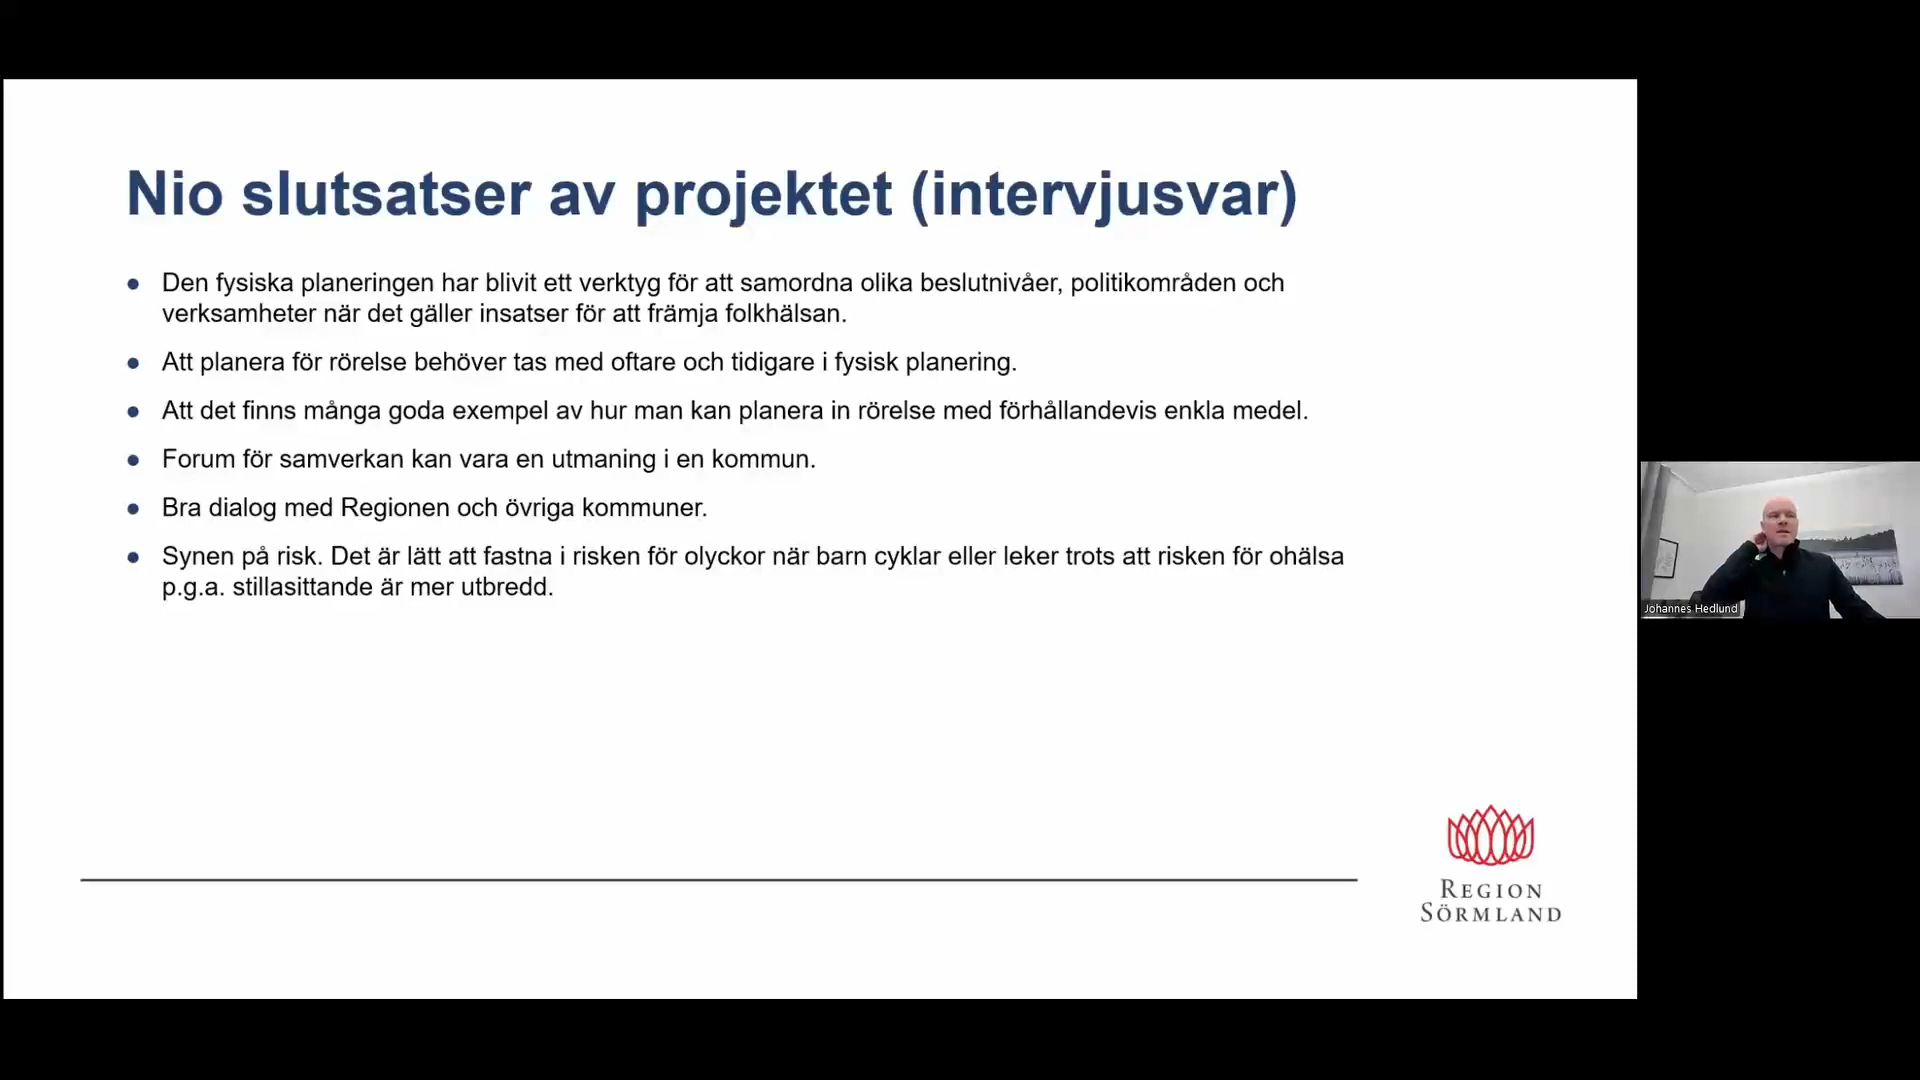 Nio slutsatser av projektet (intervjusvar)
● Den fysiska planeringen har blivit ett verktyg för att samordna olika beslutnivåer, politikområden och
verksamheter när det gäller insatser för att främja folkhälsan.
● Att planera för rörelse behöver tas med oftare och tidigare i fysisk planering.
● Att det finns många goda exempel av hur man kan planera in rörelse med förhållandevis enkla medel.
● Forum för samverkan kan vara en utmaning i en kommun.
● Bra dialog med Regionen och övriga kommuner.
● Synen på risk. Det är lätt att fastna i risken för olyckor när barn cyklar eller leker trots att risken för ohälsa
p.g.a. stillasittande är mer utbredd.
Johannes Hedlund
REGION
SÖRMLAND